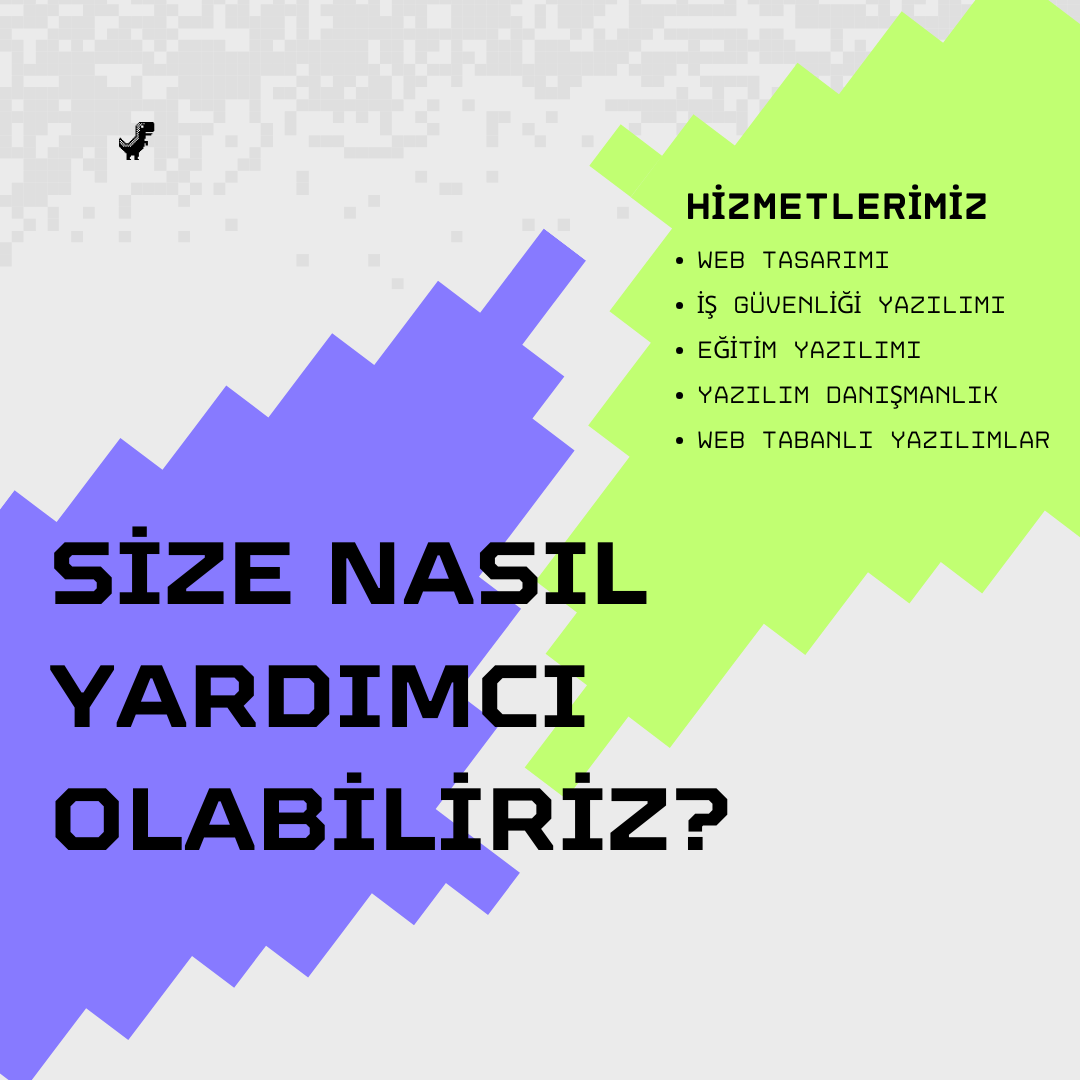 HİZMETLERİMİZ
• WEB TASARIMI
• İŞ GÜVENLİĞİ YAZILIMI
• EĞİTİM YAZILIMI
• YAZILIM DANIŞMANLIK
• WEB TABANLI YAZILIMLAR
SİZE NASIL
YARDIMCI
OLABİLİRİZ?